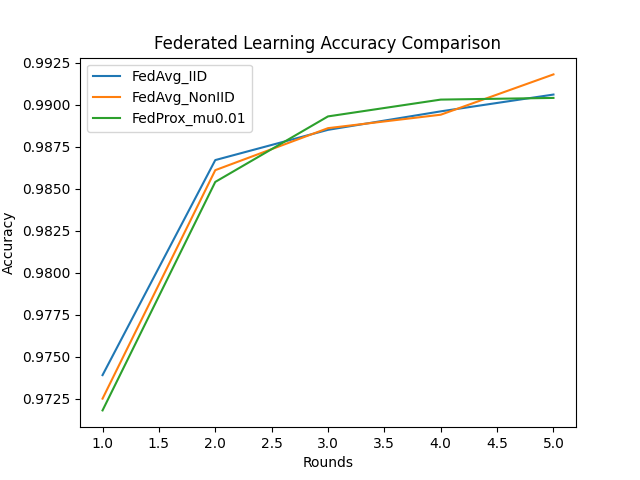 Federated Learning Accuracy Comparison
FedAvg_IID
FedAvg_NonIID
FedProx_mu0.01
Accuracy
0.9925
0.9900
0.9875
0.9850
0.9825
0.9800
0.9775
0.9750
0.9725
1.0 1.5 2.0 2.5 3.0 3.5 4.0 4.5 5.0
Rounds